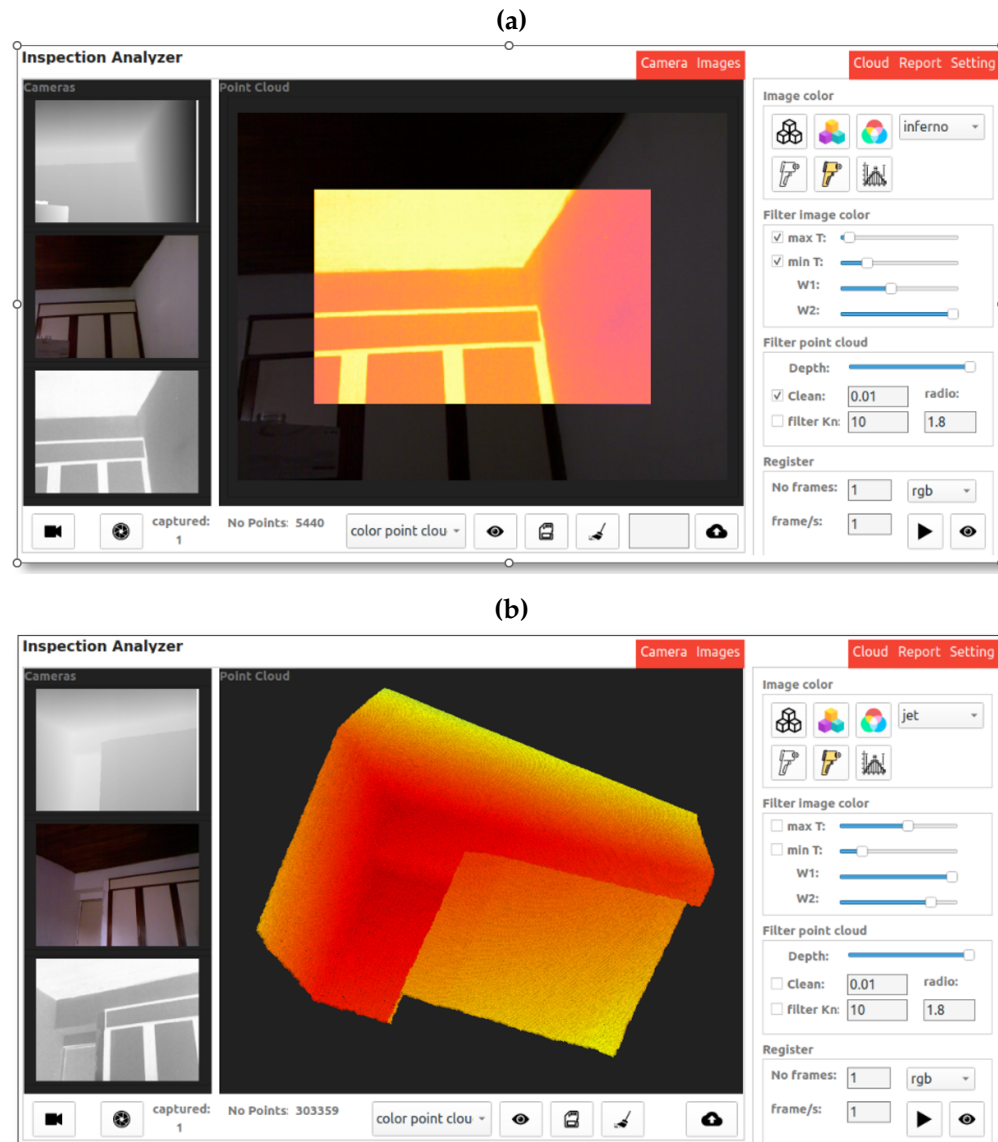 (a)
Inspection Analyzer
Camera Images
Cloud Report Setting
Cameras
Point Cloud
Image color
inferno
Filter image color
max T:
min T:
W1:
W2:
Filter point cloud
Depth:
Clean: 0.01 radio:
filter Kn: 10 1.8
Register
No frames: 1 rgb
frame/s: 1
captured:
1
No Points: 5440
color point clou
(b)
Inspection Analyzer
Camera Images
Cloud Report Setting
Cameras
Point Cloud
Image color
jet
Filter image color
max T:
min T:
W1:
W2:
Filter point cloud
Depth:
Clean: 0.01 radio:
filter Kn: 10 1.8
Register
No frames: 1 rgb
frame/s: 1
captured:
1
No Points: 303359
color point clou